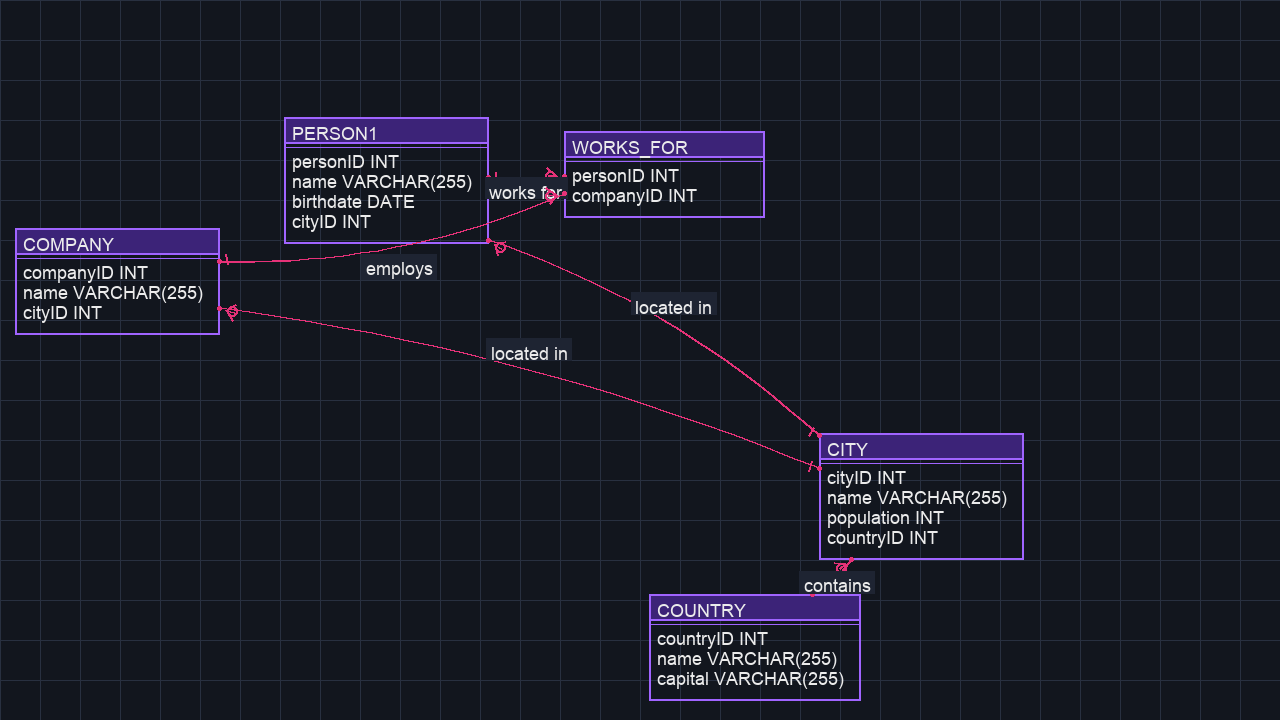 PERSON1
personID INT
name VARCHAR(255)
birthdate DATE
cityID INT
works for
WORKS_FOR
personID INT
companyID INT
COMPANY
companyID INT
name VARCHAR(255)
cityID INT
employs
located in
located in
CITY
cityID INT
name VARCHAR(255)
population INT
countryID INT
contains
COUNTRY
countryID INT
name VARCHAR(255)
capital VARCHAR(255)